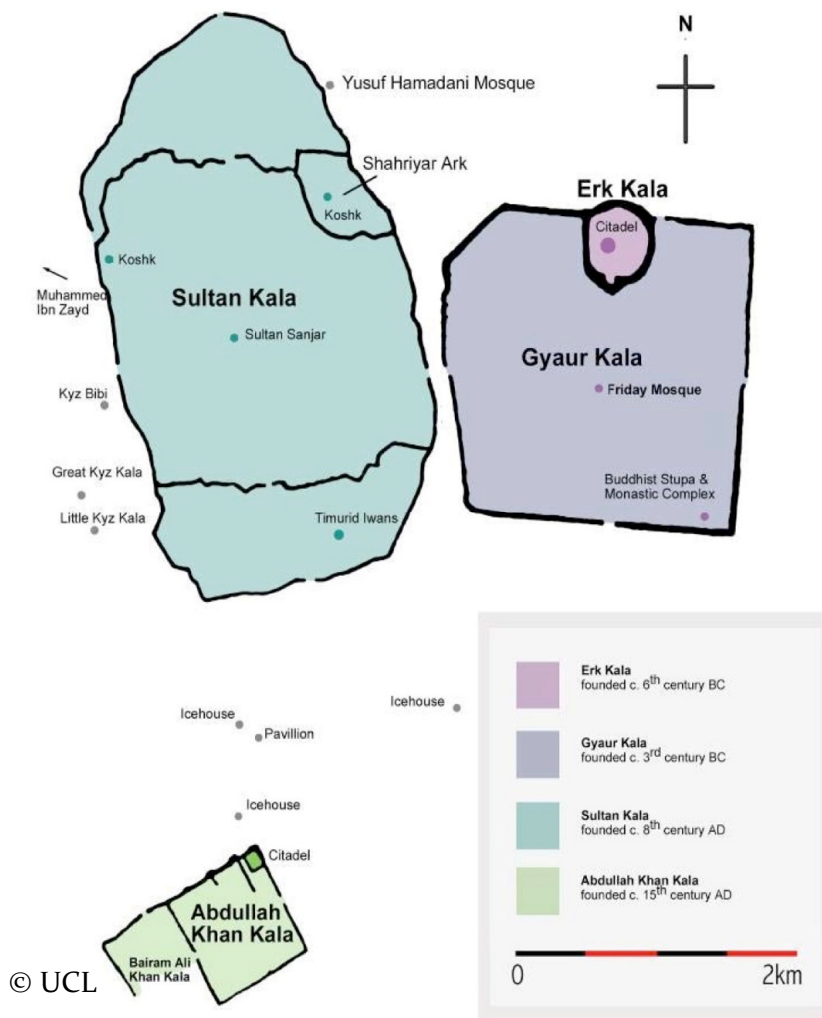 N
Yusuf Hamadani Mosque
Shahriyar Ark
Koshk
Erk Kala
Citadel
Koshk
Muhammed
Ibn Zayd
Sultan Kala
Sultan Sanjar
Gyaur Kala
Friday Mosque
Kyz Bibi
Great Kyz Kala
Little Kyz Kala
Timurid Iwans
Buddhist Stupa &
Monastic Complex
Icehouse
Icehouse
Pavillion
Icehouse
Citadel
Abdullah
Khan Kala
Bairam Ali
Khan Kala
© UCL
Erk Kala
founded c. 6th century BC
Gyaur Kala
founded c. 3rd century BC
Sultan Kala
founded c. 8th century AD
Abdullah Khan Kala
founded c. 15th century AD
0 2km